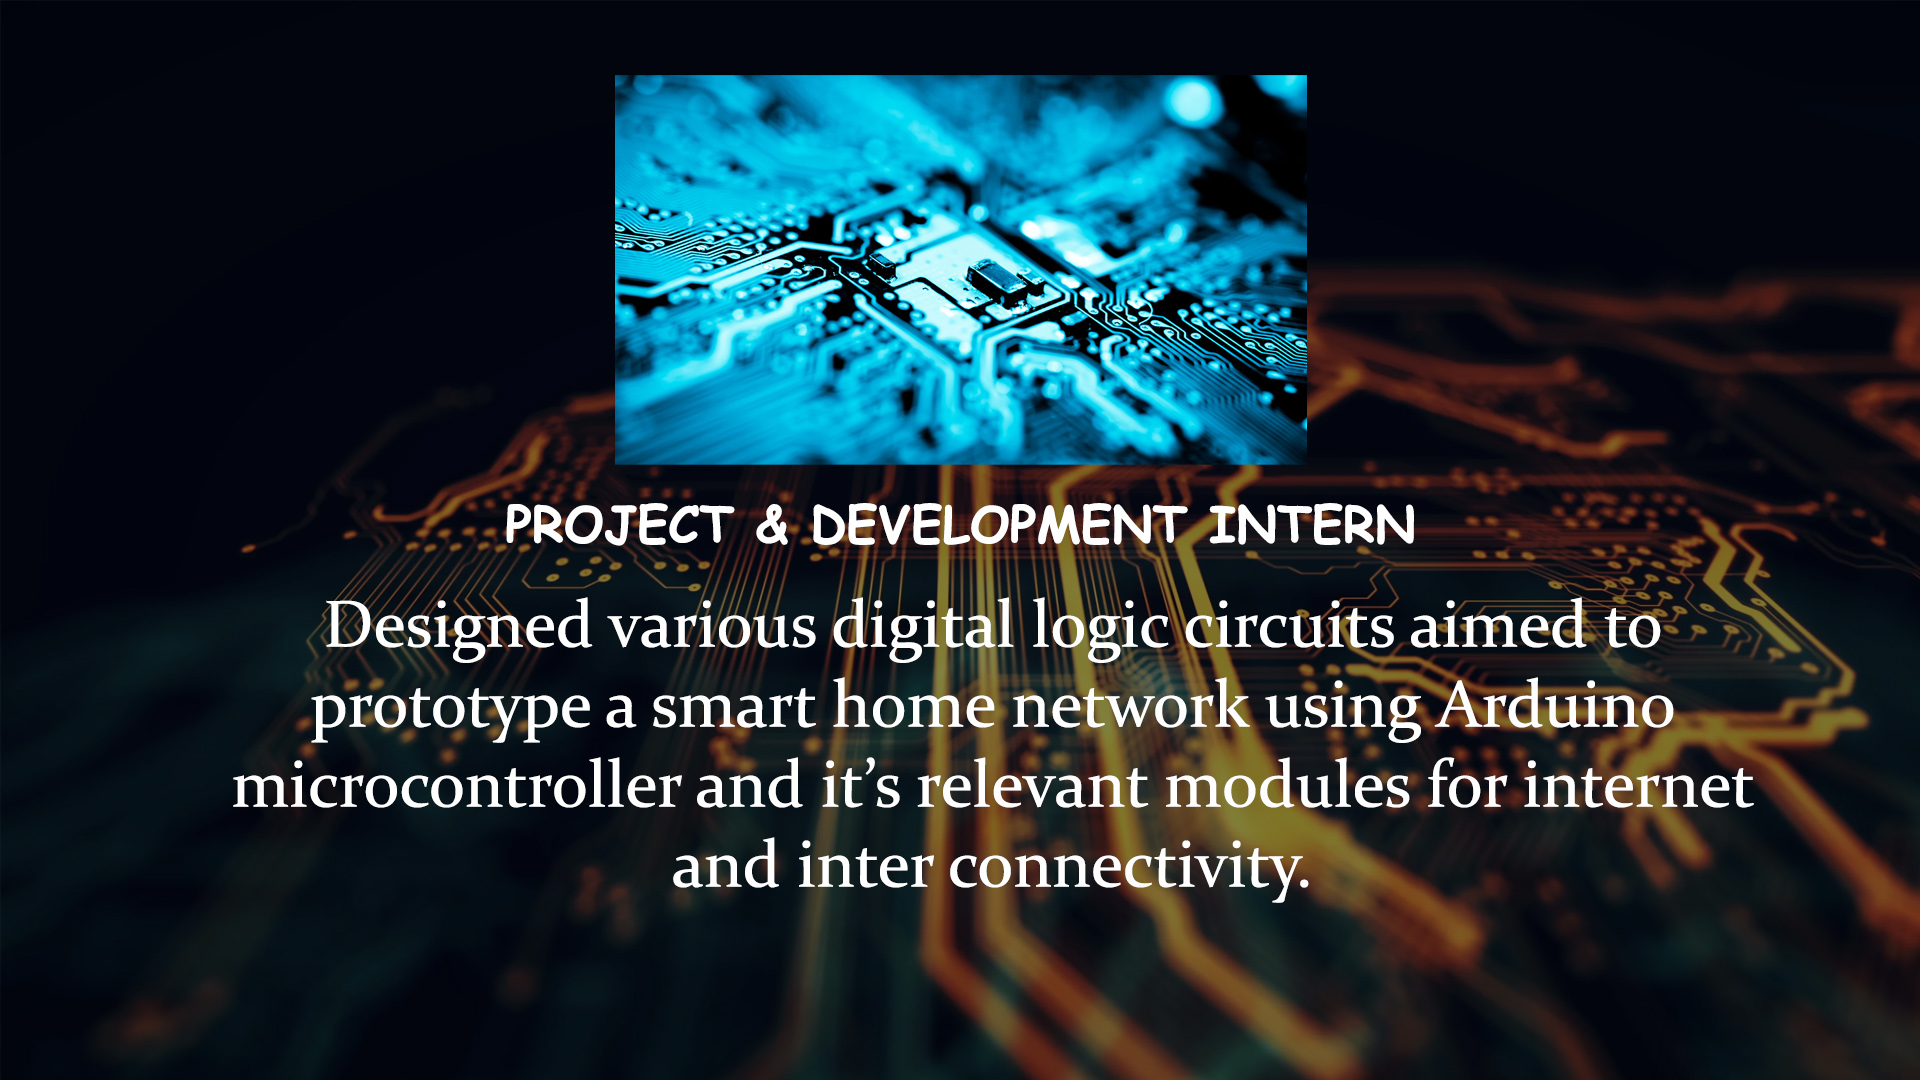 PROJECT & DEVELOPMENT INTERN
Designed various digital logic circuits aimed to
prototype a smart home network using Arduino
microcontroller and it’s relevant modules for internet
and inter connectivity.